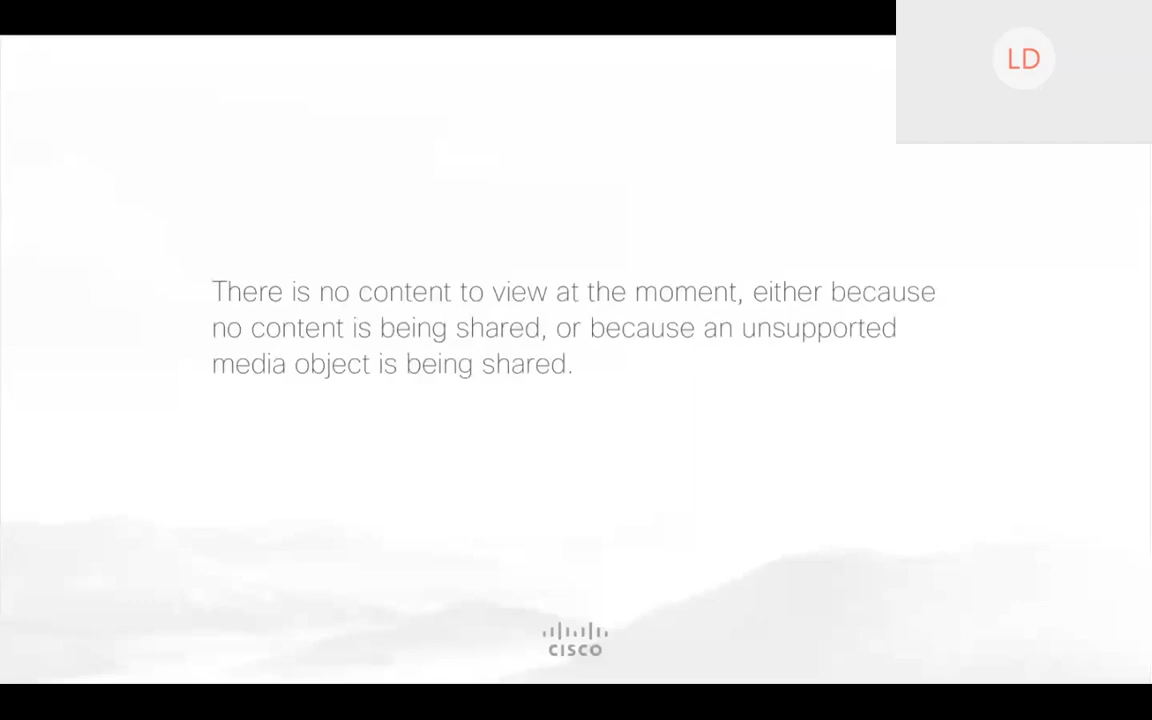 LD
There is no content to view at the moment, either because
no content is being shared, or because an unsupported
media object is being shared.
CISCO